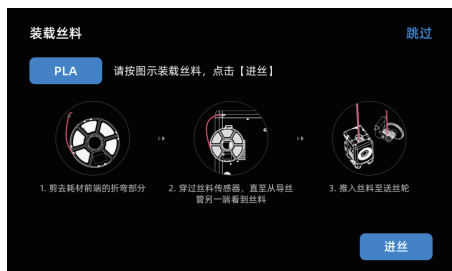 装载丝料
跳过
PLA
请按图示装载丝料，点击【进丝】
1. 剪去耗材前端的折弯部分
2. 穿过丝料传感器，直至从导丝
管另一端看到丝料
3. 推入丝料至送丝轮
进丝